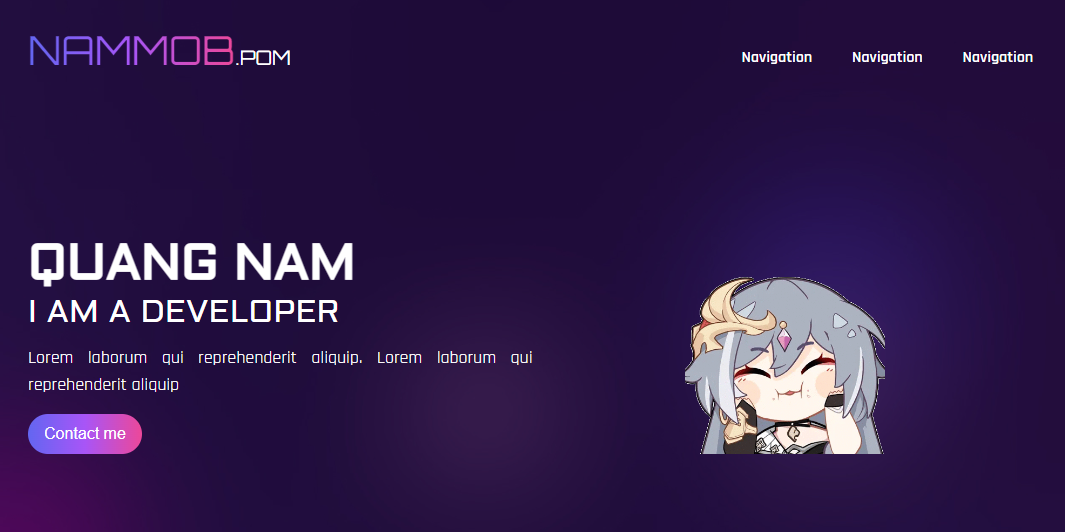 NAMMOB.POM
Navigation Navigation Navigation
QUANG NAM
I AM A DEVELOPER
Lorem laborum qui reprehenderit aliquip. Lorem laborum qui
reprehenderit aliquip
Contact me